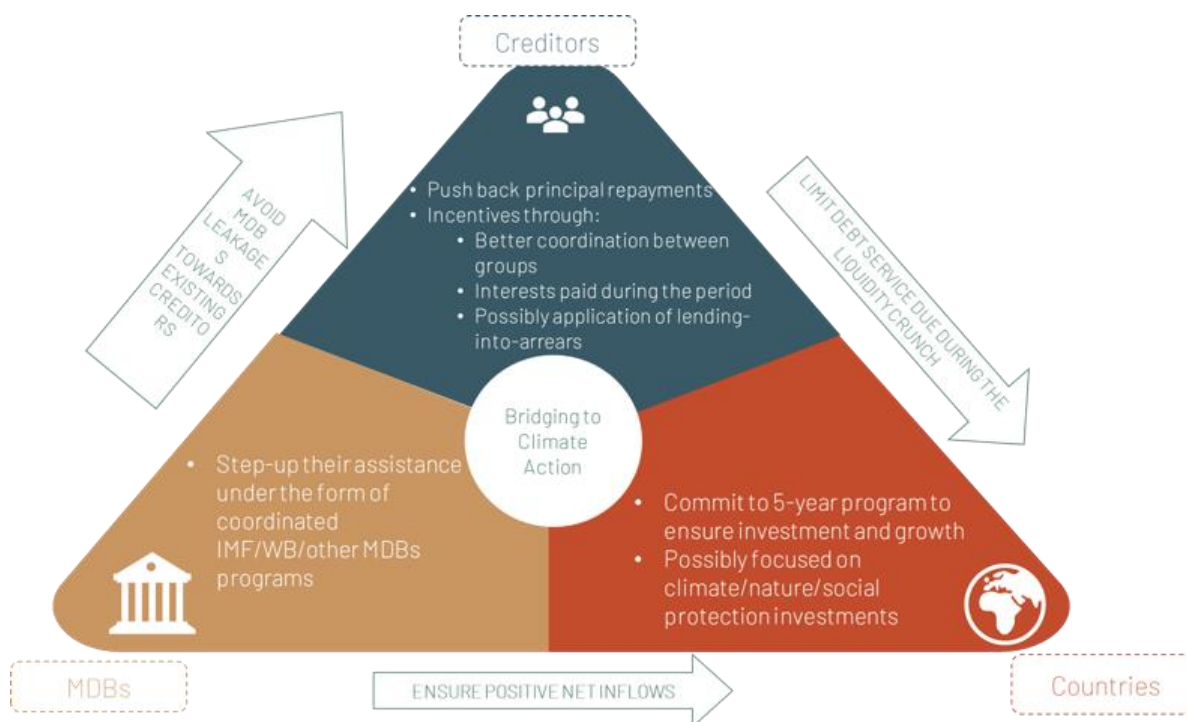 Creditors
• Push back principal repayments
• Incentives through:
• Better coordination between
groups
• Interests paid during the period
• Possibly application of lending-
into-arrears
AVOID
MDB
LEAKAGE
S
TOWARDS
EXISTING
CREDITO
RS
LIMIT DEBT SERVICE DUE DURING THE
LIQUIDITY CRUNCH
Bridging to
Climate
Action
• Step-up their assistance
under the form of
coordinated
IMF/WB/other MDBs
programs
• Commit to 5-year program to
ensure investment and growth
• Possibly focused on
climate/nature/social
protection investments
MDBs
ENSURE POSITIVE NET INFLOWS
Countries